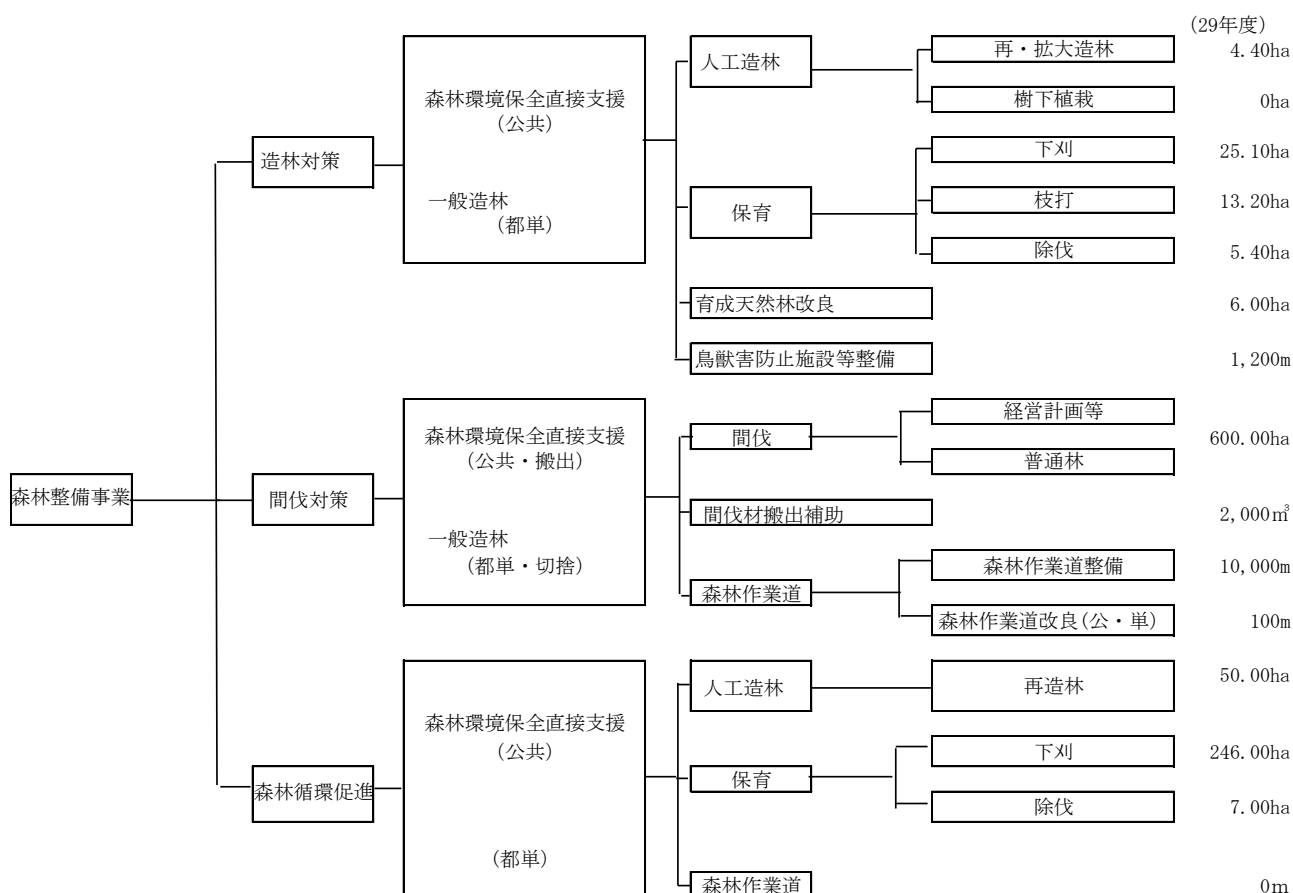 (29年度)
人工造林
再・拡大造林
4.40ha
森林環境保全直接支援
(公共)
樹下植栽
0ha
造林対策
下刈
25.10ha
一般造林
(都単)
保育
枝打
13.20ha
除伐
5.40ha
育成天然林改良
6.00ha
鳥獣害防止施設等整備
1,200m
経営計画等
森林環境保全直接支援
(公共・搬出)
間伐
600.00ha
普通林
森林整備事業
間伐対策
間伐材搬出補助
2,000㎥
一般造林
(都単・切捨)
森林作業道整備
10,000m
森林作業道
森林作業道改良(公・単)
100m
人工造林
再造林
50.00ha
森林環境保全直接支援
(公共)
下刈
246.00ha
森林循環促進
保育
除伐
7.00ha
(都単)
森林作業道
0m